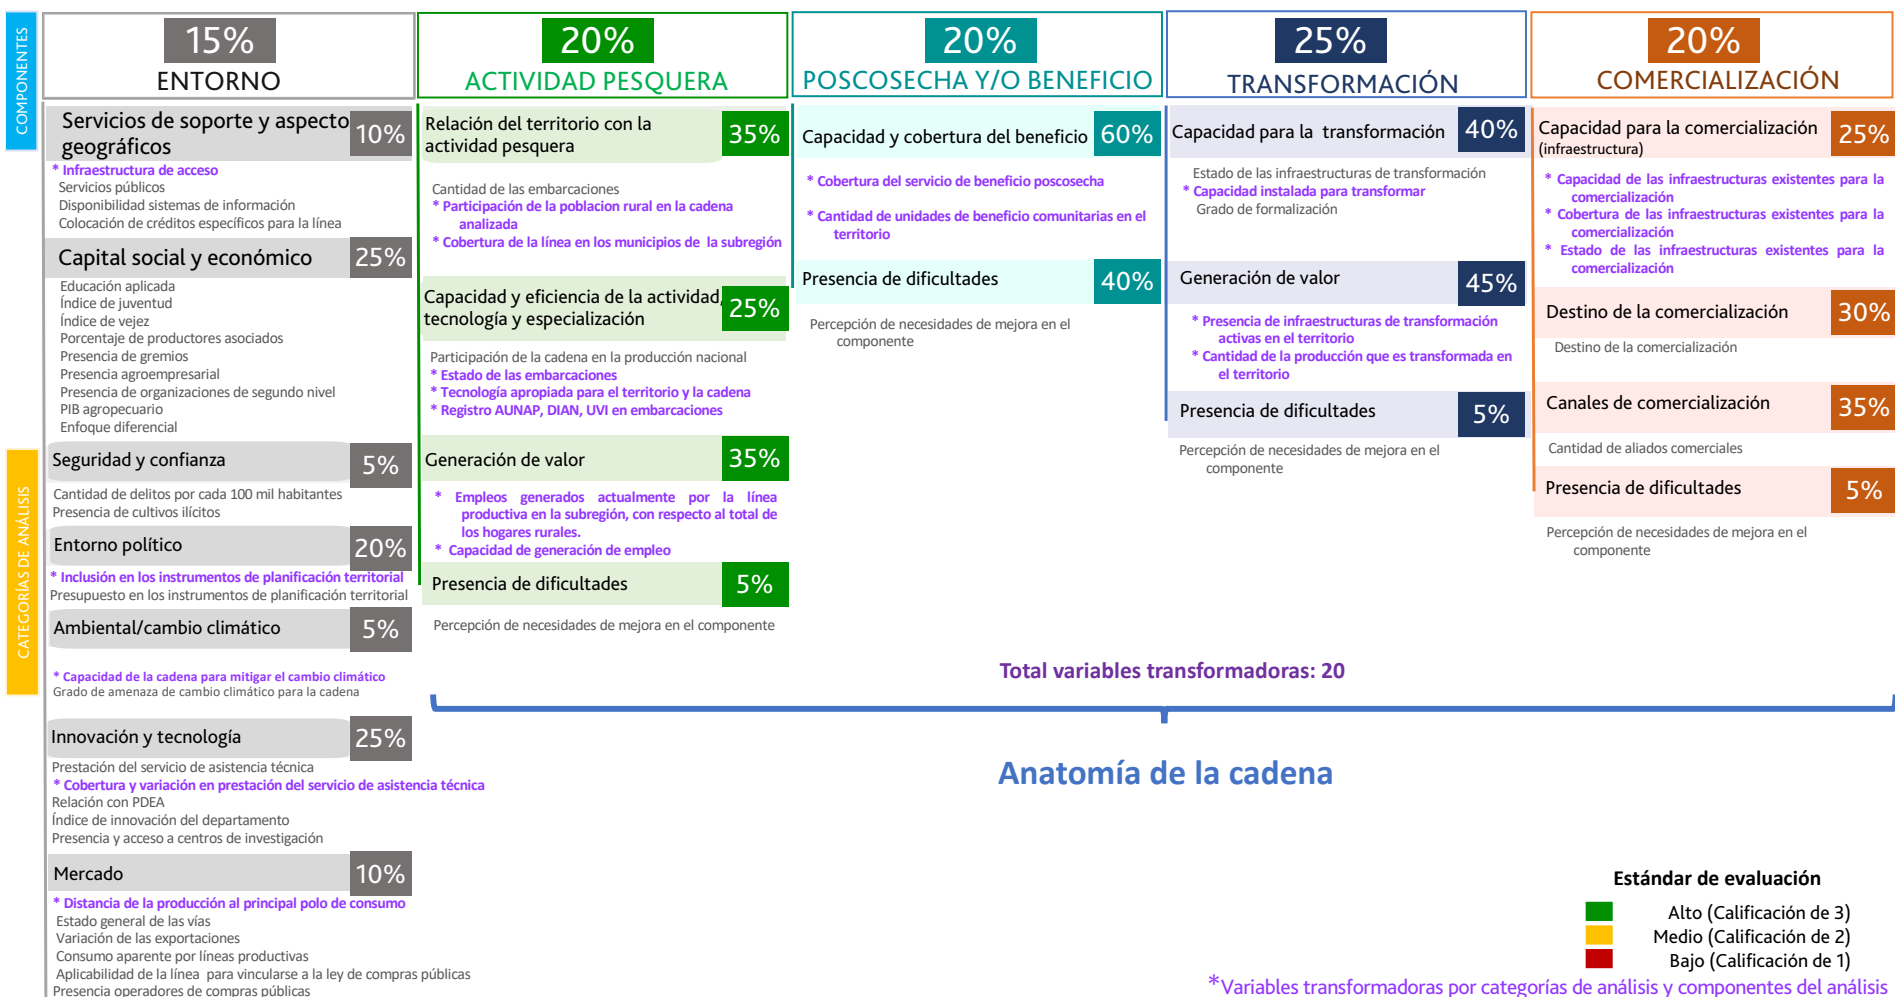 COMPONENTES
CATEGORÍAS DE ANÁLISIS
15%
ENTORNO
Servicios de soporte y aspecto
geográficos
10%
* Infraestructura de acceso
Servicios públicos
Disponibilidad sistemas de información
Colocación de créditos específicos para la línea
Capital social y económico
25%
Educación aplicada
Índice de juventud
Índice de vejez
Porcentaje de productores asociados
Presencia de gremios
Presencia agroempresarial
Presencia de organizaciones de segundo nivel
PIB agropecuario
Enfoque diferencial
Seguridad y confianza
5%
Cantidad de delitos por cada 100 mil habitantes
Presencia de cultivos ilícitos
Entorno político
20%
* Inclusión en los instrumentos de planificación territorial
Presupuesto en los instrumentos de planificación territorial
Ambiental/cambio climático
5%
* Capacidad de la cadena para mitigar el cambio climático
Grado de amenaza de cambio climático para la cadena
Innovación y tecnología
25%
Prestación del servicio de asistencia técnica
* Cobertura y variación en prestación del servicio de asistencia técnica
Relación con PDEA
Índice de innovación del departamento
Presencia y acceso a centros de investigación
Mercado
10%
* Distancia de la producción al principal polo de consumo
Estado general de las vías
Variación de las exportaciones
Consumo aparente por líneas productivas
Aplicabilidad de la línea para vincularse a la ley de compras públicas
Presencia operadores de compras públicas
20%
ACTIVIDAD PESQUERA
Relación del territorio con la
actividad pesquera
35%
Cantidad de las embarcaciones
* Participación de la poblacion rural en la cadena
analizada
* Cobertura de la línea en los municipios de la subregión
Capacidad y eficiencia de la actividad,
tecnología y especialización
25%
Participación de la cadena en la producción nacional
* Estado de las embarcaciones
* Tecnología apropiada para el territorio y la cadena
* Registro AUNAP, DIAN, UVI en embarcaciones
Generación de valor
35%
* Empleos generados actualmente por la línea
productiva en la subregión, con respecto al total de
los hogares rurales.
* Capacidad de generación de empleo
Presencia de dificultades
5%
Percepción de necesidades de mejora en el componente
20%
POSCOSECHA Y/O BENEFICIO
Capacidad y cobertura del beneficio
60%
* Cobertura del servicio de beneficio poscosecha
* Cantidad de unidades de beneficio comunitarias en el
territorio
Presencia de dificultades
40%
Percepción de necesidades de mejora en el
componente
25%
TRANSFORMACIÓN
Capacidad para la transformación
40%
Estado de las infraestructuras de transformación
* Capacidad instalada para transformar
Grado de formalización
Generación de valor
45%
* Presencia de infraestructuras de transformación
activas en el territorio
* Cantidad de la producción que es transformada en
el territorio
Presencia de dificultades
5%
Percepción de necesidades de mejora en el
componente
20%
COMERCIALIZACIÓN
Capacidad para la comercialización
(infraestructura)
25%
* Capacidad de las infraestructuras existentes para la
comercialización
* Cobertura de las infraestructuras existentes para la
comercialización
* Estado de las infraestructuras existentes para la
comercialización
Destino de la comercialización
30%
Destino de la comercialización
Canales de comercialización
35%
Cantidad de aliados comerciales
Presencia de dificultades
5%
Percepción de necesidades de mejora en el
componente
Total variables transformadoras: 20
Anatomía de la cadena
Estándar de evaluación
Alto (Calificación de 3)
Medio (Calificación de 2)
Bajo (Calificación de 1)
*Variables transformadoras por categorías de análisis y componentes del análisis